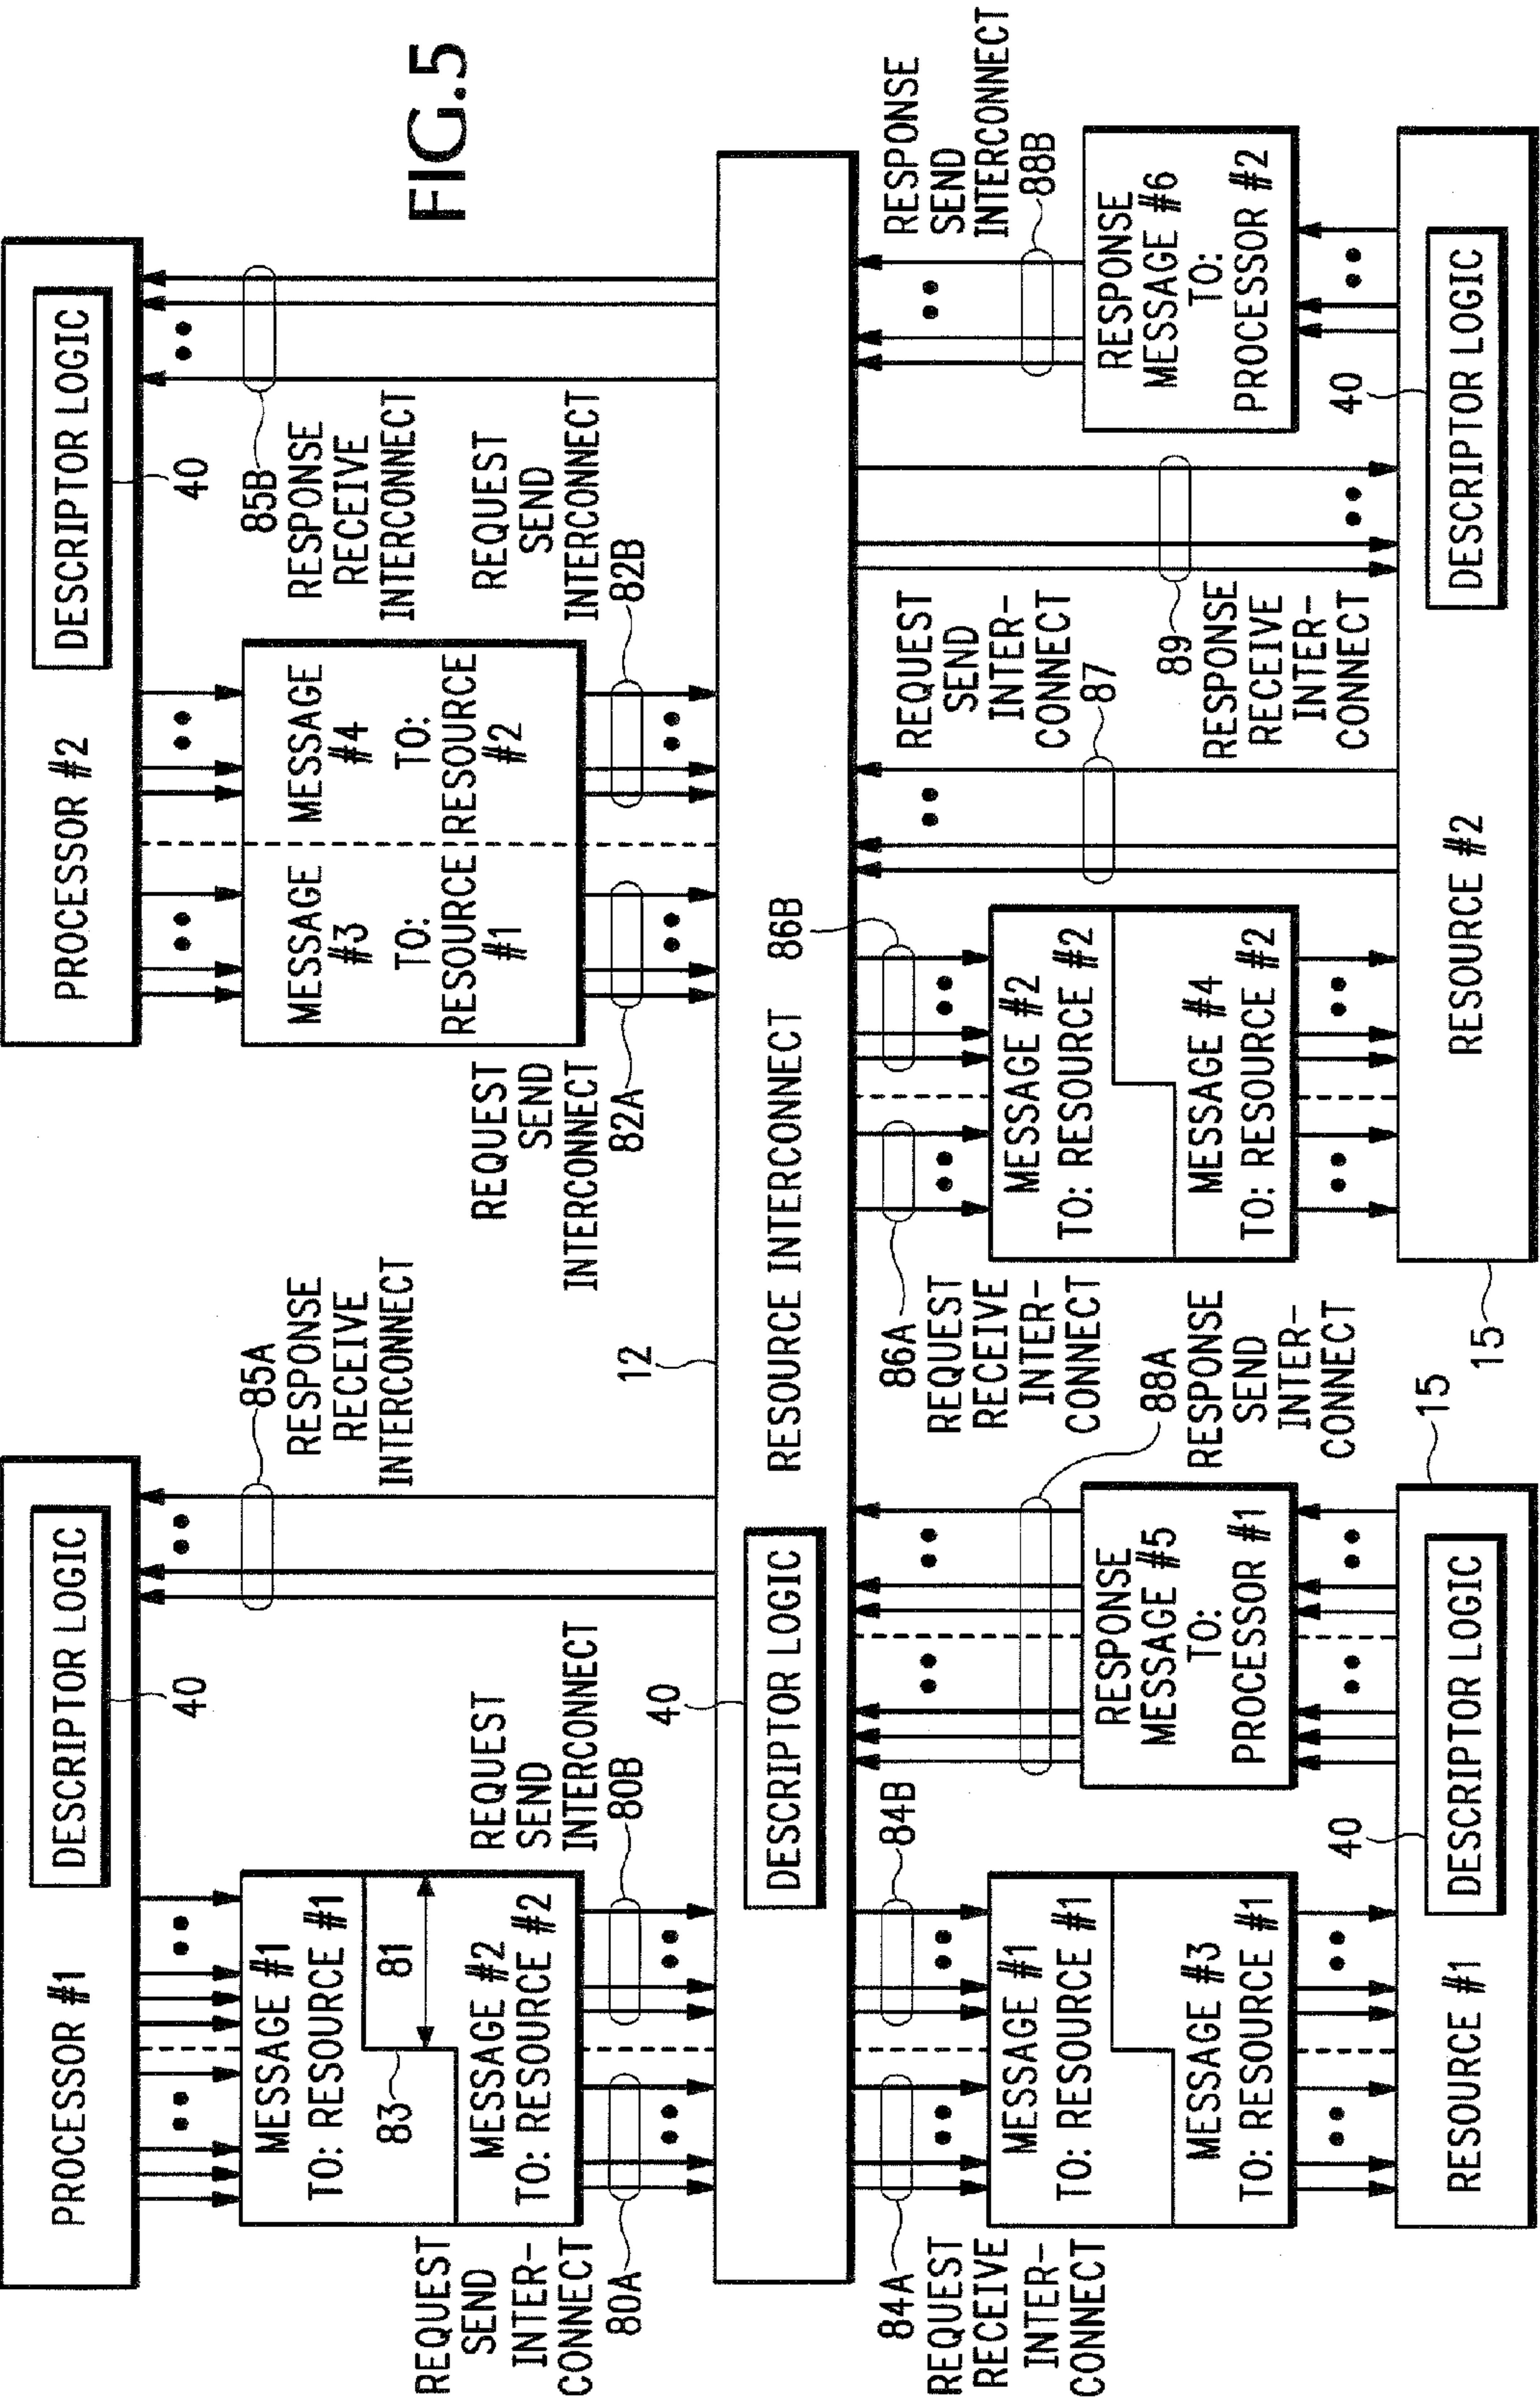 FIG.5
PROCESSOR #1
DESCRIPTOR LOGIC
40
PROCESSOR #2
DESCRIPTOR LOGIC
40
MESSAGE #1
TO: RESOURCE #1
83
81
MESSAGE #2
TO: RESOURCE #2
REQUEST
SEND
INTER-
CONNECT
80A
REQUEST
SEND
INTERCONNECT
80B
85A
RESPONSE
RECEIVE
INTERCONNECT
MESSAGE
#3
TO:
RESOURCE
#1
MESSAGE
#4
TO:
RESOURCE
#2
REQUEST
SEND
INTERCONNECT
82A
REQUEST
SEND
INTERCONNECT
82B
85B
RESPONSE
RECEIVE
INTERCONNECT
40
12
DESCRIPTOR LOGIC
RESOURCE INTERCONNECT
84A
REQUEST
RECEIVE
INTER-
CONNECT
84B
MESSAGE #1
TO: RESOURCE #1
MESSAGE #3
TO: RESOURCE #1
RESPONSE
MESSAGE #5
TO:
PROCESSOR #1
88A
RESPONSE
SEND
INTER-
CONNECT
86A
REQUEST
RECEIVE
INTER-
CONNECT
86B
MESSAGE #2
TO: RESOURCE #2
MESSAGE #4
TO: RESOURCE #2
REQUEST
SEND
INTER-
CONNECT
87
89
RESPONSE
RECEIVE
INTER-
CONNECT
RESPONSE
SEND
INTERCONNECT
88B
RESPONSE
MESSAGE #6
TO:
PROCESSOR #2
40
RESOURCE #1
DESCRIPTOR LOGIC
15
15
RESOURCE #2
40
DESCRIPTOR LOGIC